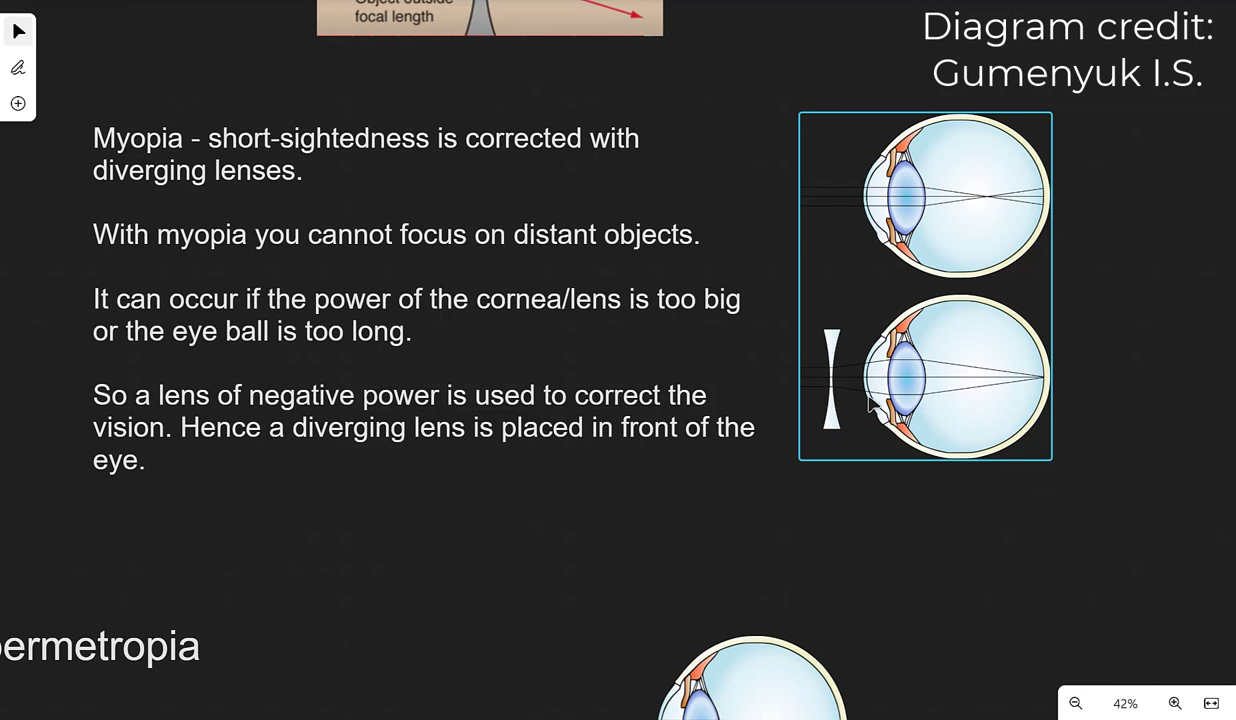 focal length
Diagram credit:
Gumenyuk I.S.
Myopia - short-sightedness is corrected with
diverging lenses.
With myopia you cannot focus on distant objects.
It can occur if the power of the cornea/lens is too big
or the eye ball is too long.
So a lens of negative power is used to correct the
vision. Hence a diverging lens is placed in front of the
eye.
ermetropia
42%